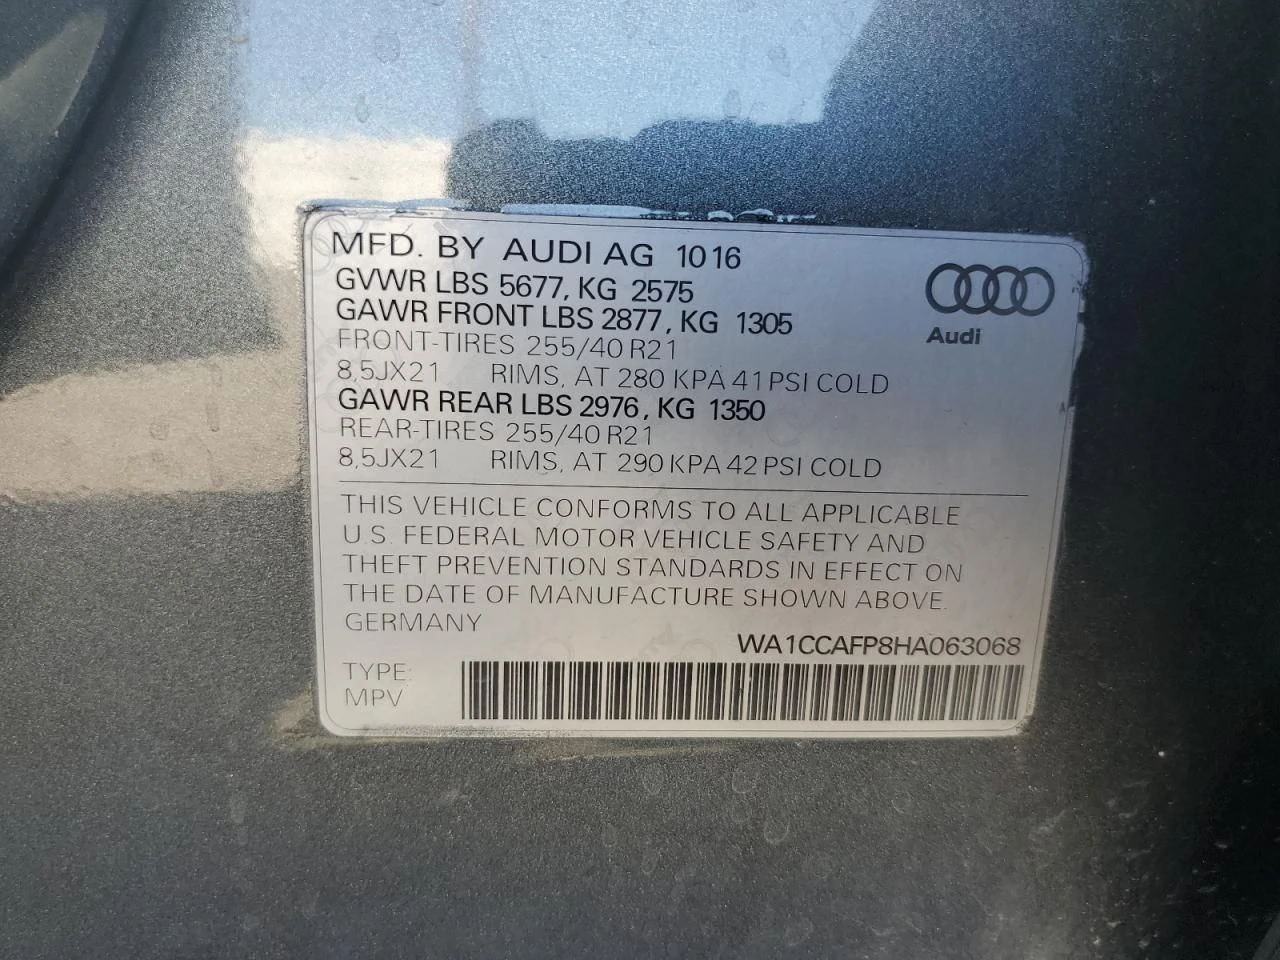 MFD. BY AUDI AG 10 16
GVWR LBS 5677, KG 2575
GAWR FRONT LBS 2877, KG 1305
FRONT-TIRES 255/40 R21
8,5JX21 RIMS, AT 280 KPA 41 PSI COLD
GAWR REAR LBS 2976, KG 1350
REAR-TIRES 255/40 R21
8,5JX21 RIMS, AT 290 KPA 42 PSI COLD
Audi
THIS VEHICLE CONFORMS TO ALL APPLICABLE
U.S. FEDERAL MOTOR VEHICLE SAFETY AND
THEFT PREVENTION STANDARDS IN EFFECT ON
THE DATE OF MANUFACTURE SHOWN ABOVE.
GERMANY
WA1CCAFP8HA063068
TYPE:
MPV